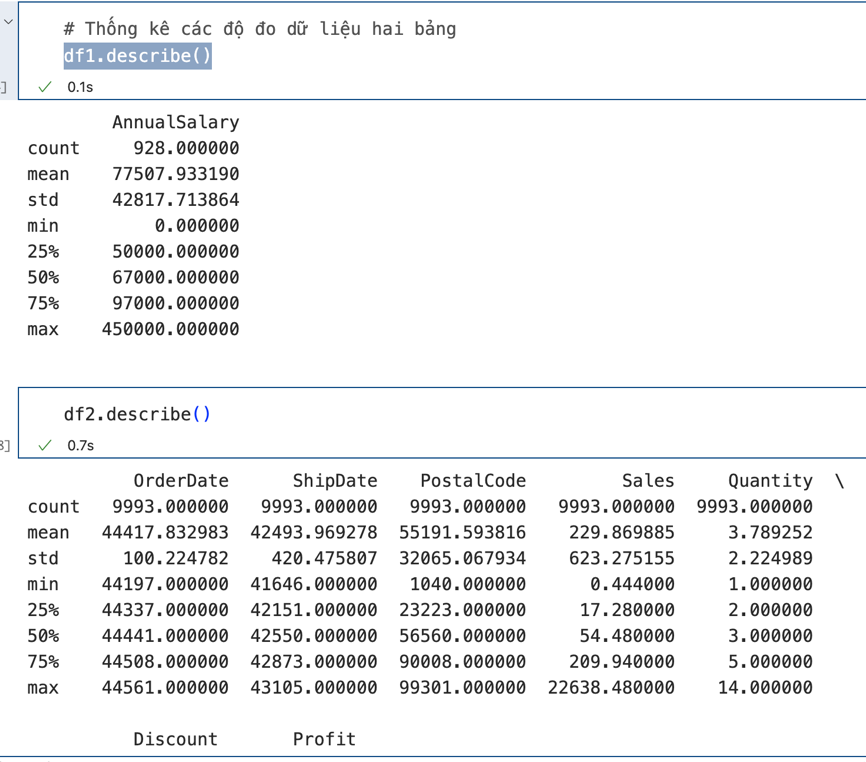 # Thống kê các độ đo dữ liệu hai bảng
df1.describe()
0.1s
AnnualSalary
count 928.000000
mean 77507.933190
std 42817.713864
min 0.000000
25% 50000.000000
50% 67000.000000
75% 97000.000000
max 450000.000000
df2.describe()
8] 0.7s
OrderDate ShipDate PostalCode Sales Quantity \
count 9993.000000 9993.000000 9993.000000 9993.000000 9993.000000
mean 44417.832983 42493.969278 55191.593816 229.869885 3.789252
std 100.224782 420.475807 32065.067934 623.275155 2.224989
min 44197.000000 41646.000000 1040.000000 0.444000 1.000000
25% 44337.000000 42151.000000 23223.000000 17.280000 2.000000
50% 44441.000000 42550.000000 56560.000000 54.480000 3.000000
75% 44508.000000 42873.000000 90008.000000 209.940000 5.000000
max 44561.000000 43105.000000 99301.000000 22638.480000 14.000000
Discount Profit